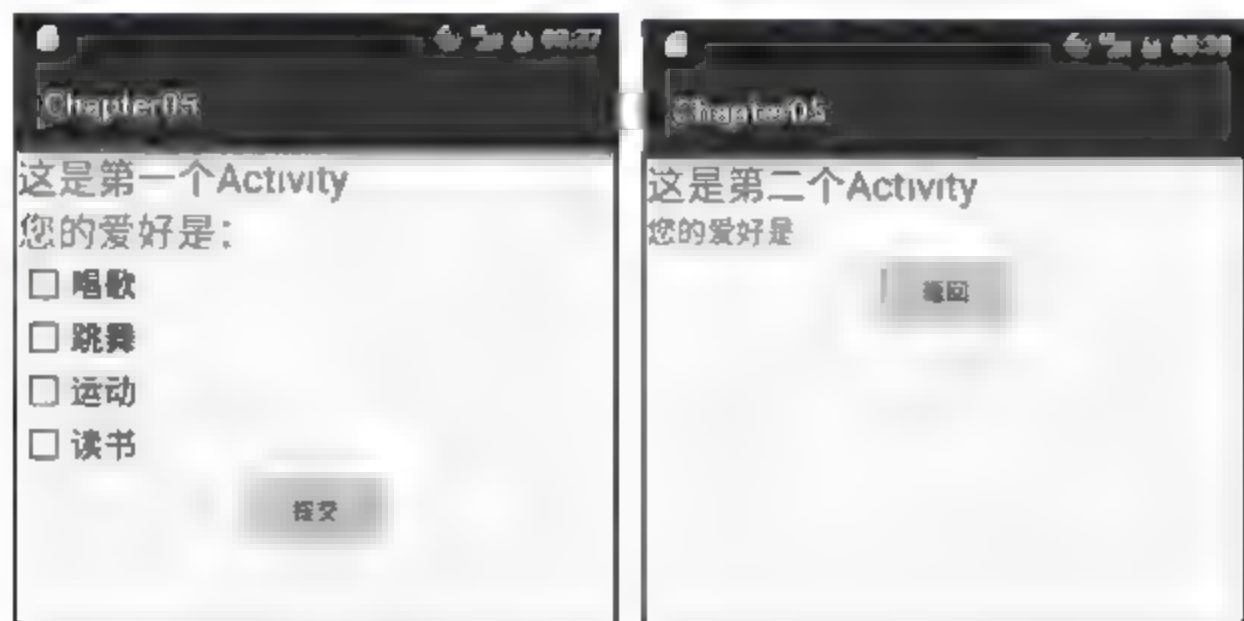 Chapter05
这是第一个Activity
您的爱好是：
唱歌
跳舞
运动
读书
提交
Chapter05
这是第二个Activity
您的爱好是
返回